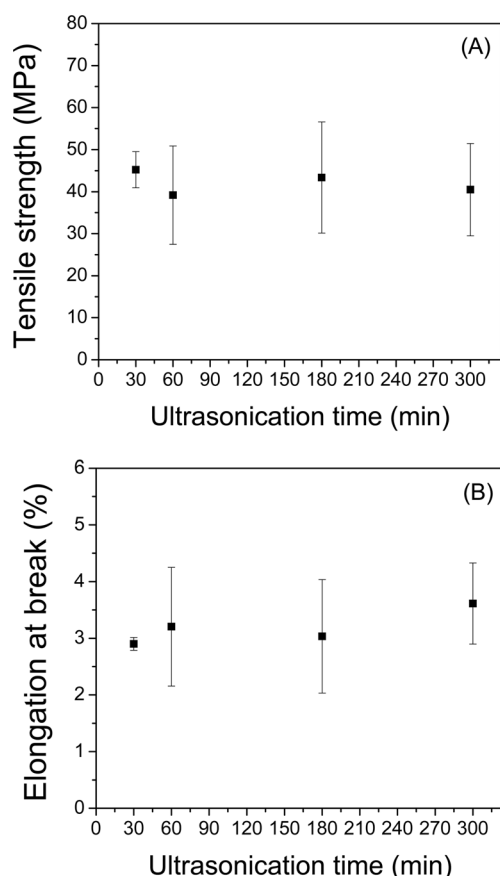 (A)
Tensile strength (MPa)
80
70
60
50
40
30
20
10
0
0 30 60 90 120 150 180 210 240 270 300
Ultrasonication time (min)
(B)
Elongation at break (%)
6
5
4
3
2
1
0
0 30 60 90 120 150 180 210 240 270 300
Ultrasonication time (min)